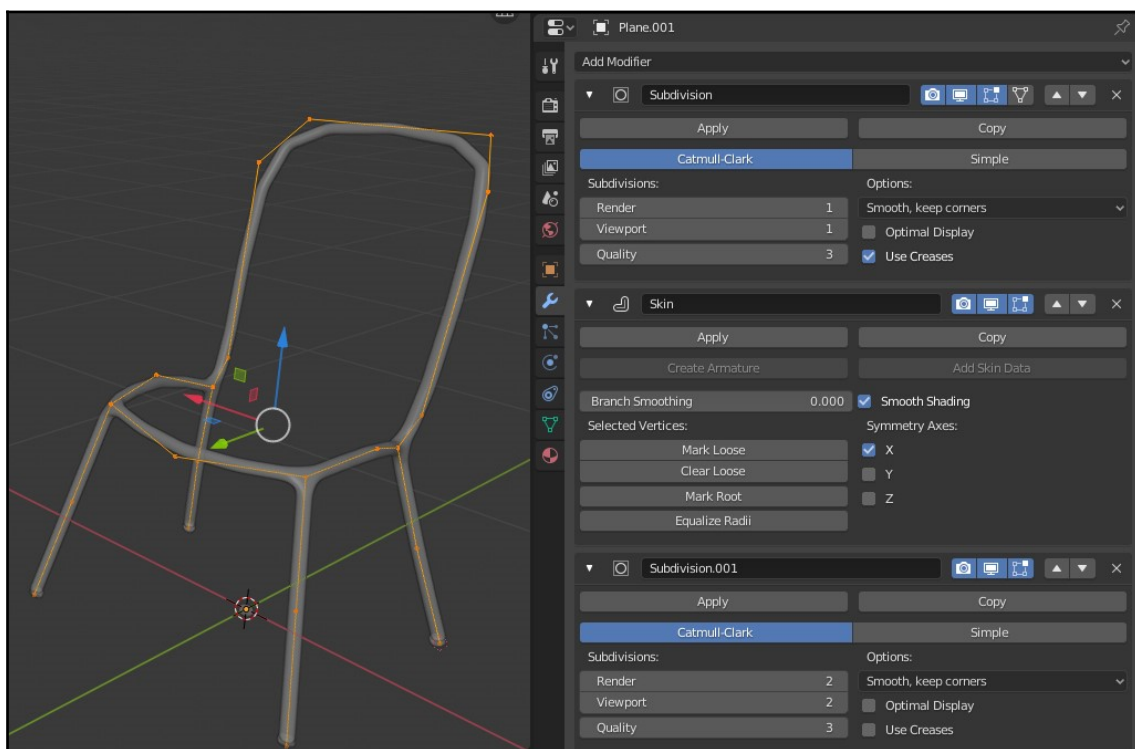 Plane.001
Add Modifier
Subdivision
Apply Copy
Catmull-Clark Simple
Subdivisions: Options:
Render 1 Smooth, keep corners
Viewport 1 Optimal Display
Quality 3 Use Creases
Skin
Apply Copy
Create Armature Add Skin Data
Branch Smoothing 0.000 Smooth Shading
Selected Vertices: Symmetry Axes:
Mark Loose X
Clear Loose Y
Mark Root Z
Equalize Radii
Subdivision.001
Apply Copy
Catmull-Clark Simple
Subdivisions: Options:
Render 2 Smooth, keep corners
Viewport 2 Optimal Display
Quality 3 Use Creases